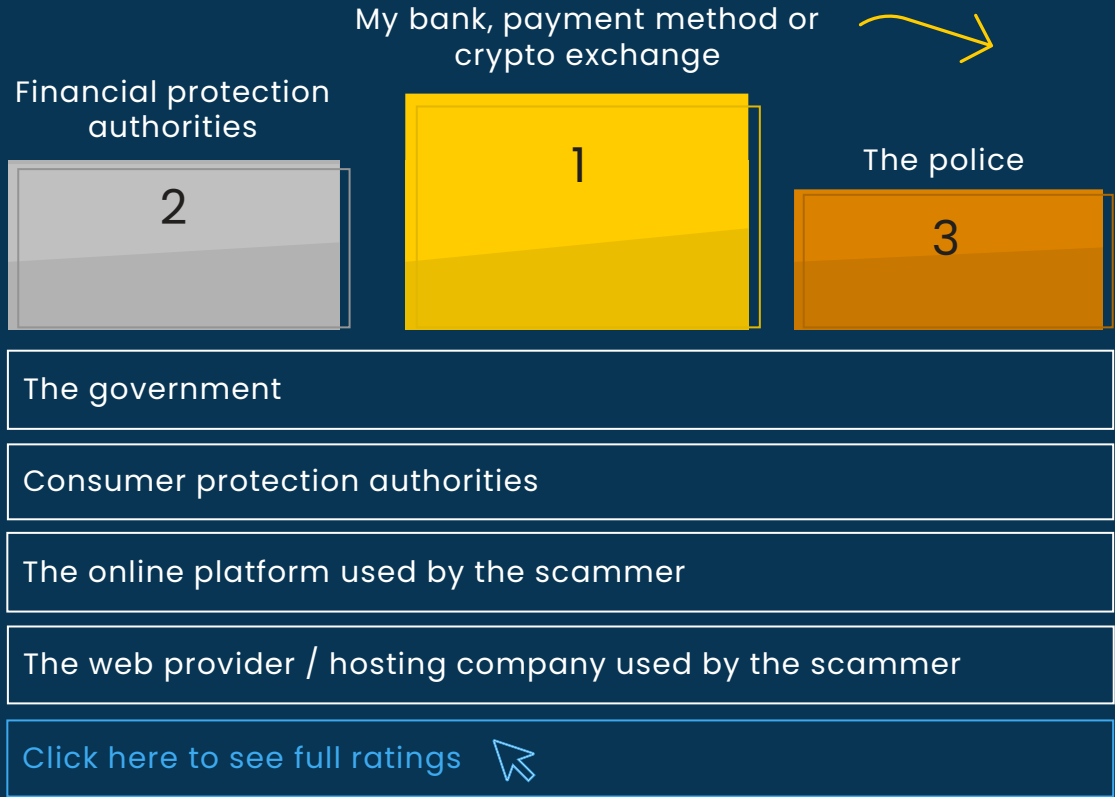 My bank, payment method or
crypto exchange
Financial protection
authorities
1
The police
2
3
The government
Consumer protection authorities
The online platform used by the scammer
The web provider / hosting company used by the scammer
Click here to see full ratings